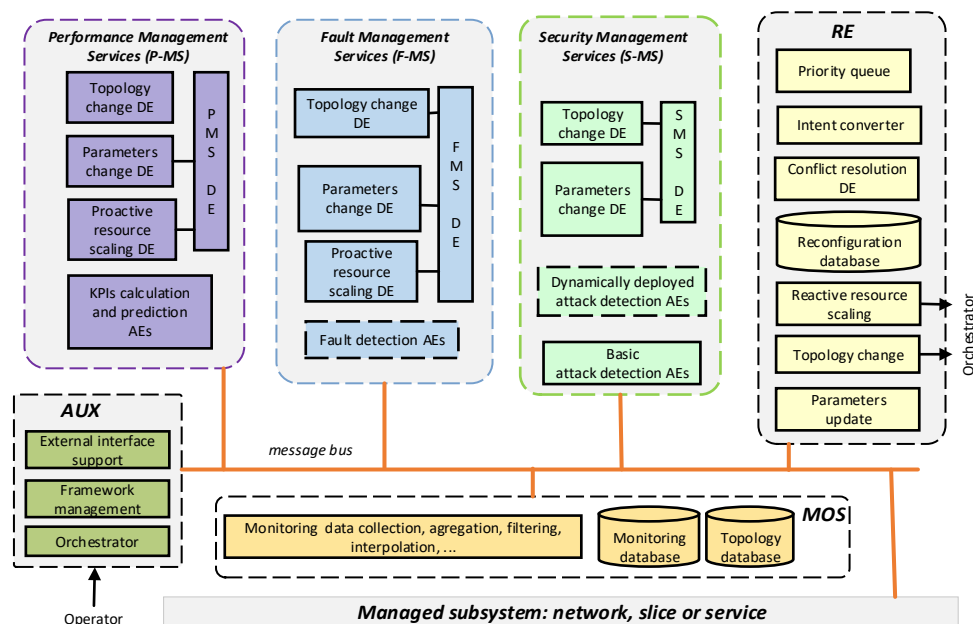 Performance Management
Services (P-MS)
Topology
change DE
Parameters
change DE
Proactive
resource
scaling DE
P
M
S
D
E
KPIs calculation
and prediction
AEs
Fault Management
Services (F-MS)
Topology change
DE
Parameters
change DE
Proactive
resource
scaling DE
F
M
S
D
E
Fault detection AEs
Security Management
Services (S-MS)
Topology
change DE
Parameters
change DE
S
M
S
D
E
Dynamically deployed
attack detection AEs
Basic
attack detection AEs
RE
Priority queue
Intent converter
Conflict resolution
DE
Reconfiguration
database
Reactive resource
scaling
Topology change
Parameters
update
Orchestrator
AUX
External interface
support
Framework
management
Orchestrator
Operator
message bus
MOS
Monitoring data collection, agregation, filtering,
interpolation, ...
Monitoring
database
Topology
database
Managed subsystem: network, slice or service